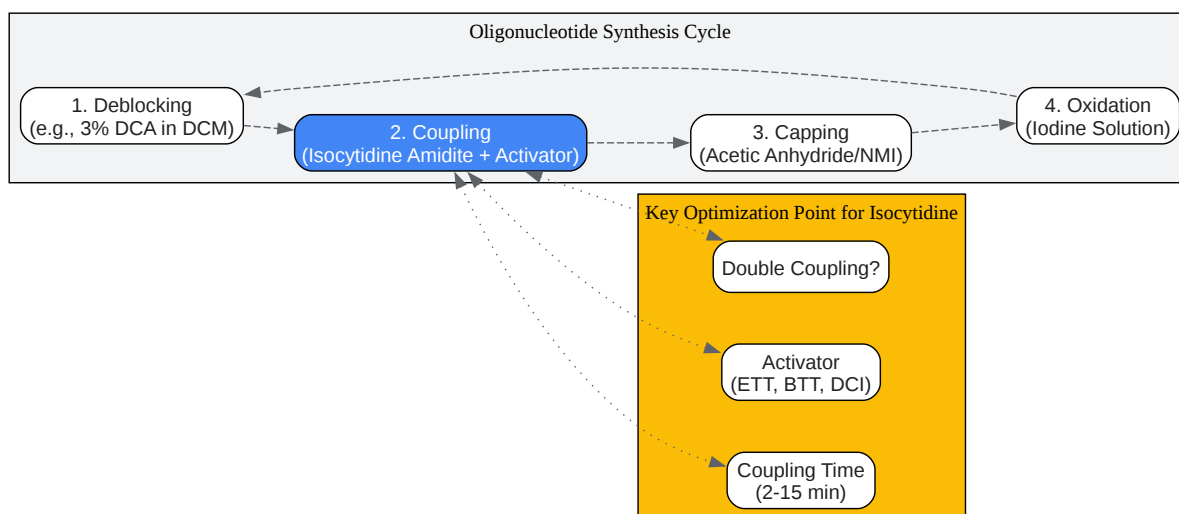 Oligonucleotide Synthesis Cycle
1. Deblocking
(e.g., 3% DCA in DCM)
2. Coupling
(Isocytidine Amidite + Activator)
3. Capping
(Acetic Anhydride/NMI)
4. Oxidation
(Iodine Solution)
Key Optimization Point for Isocytidine
Double Coupling?
Activator
(ETT, BTT, DCI)
Coupling Time
(2-15 min)